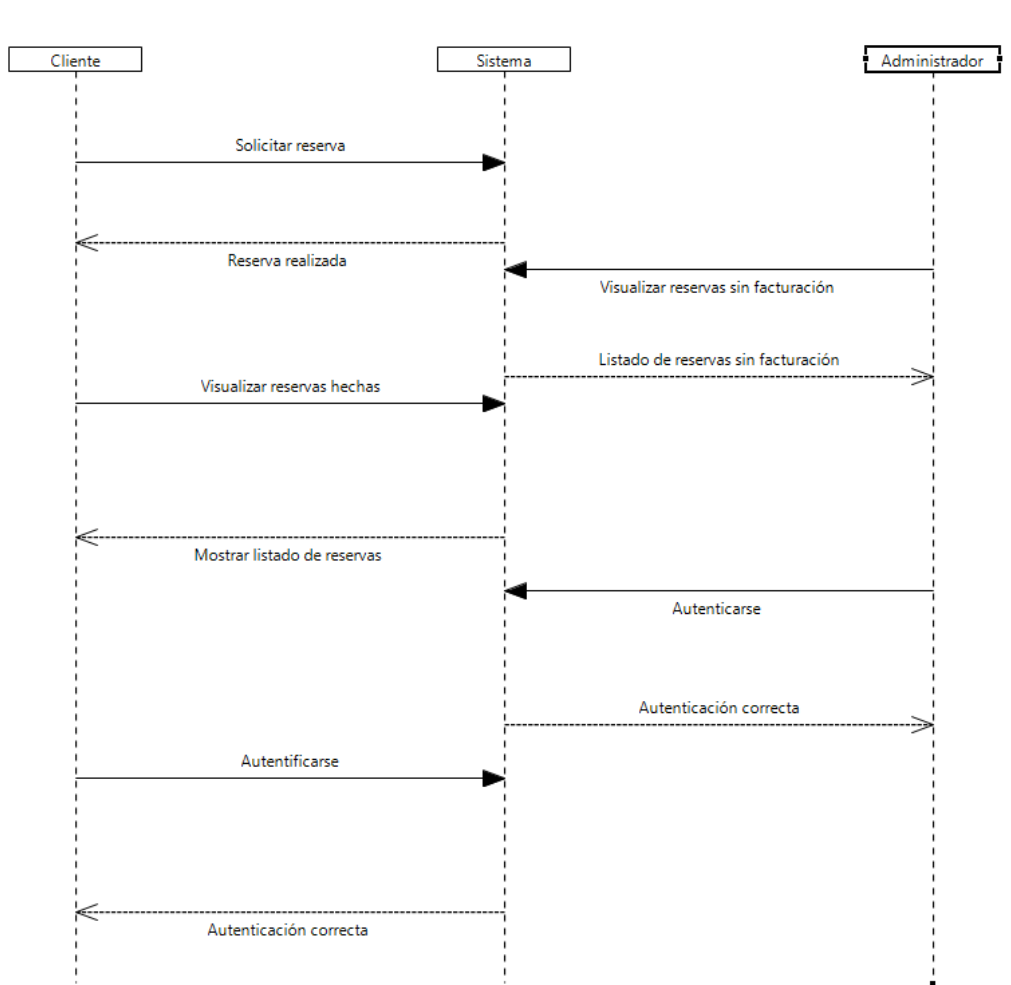 Cliente
Sistema
Administrador
Solicitar reserva
Reserva realizada
Visualizar reservas sin facturación
Listado de reservas sin facturación
Visualizar reservas hechas
Mostrar listado de reservas
Autenticarse
Autenticación correcta
Autentificarse
Autenticación correcta